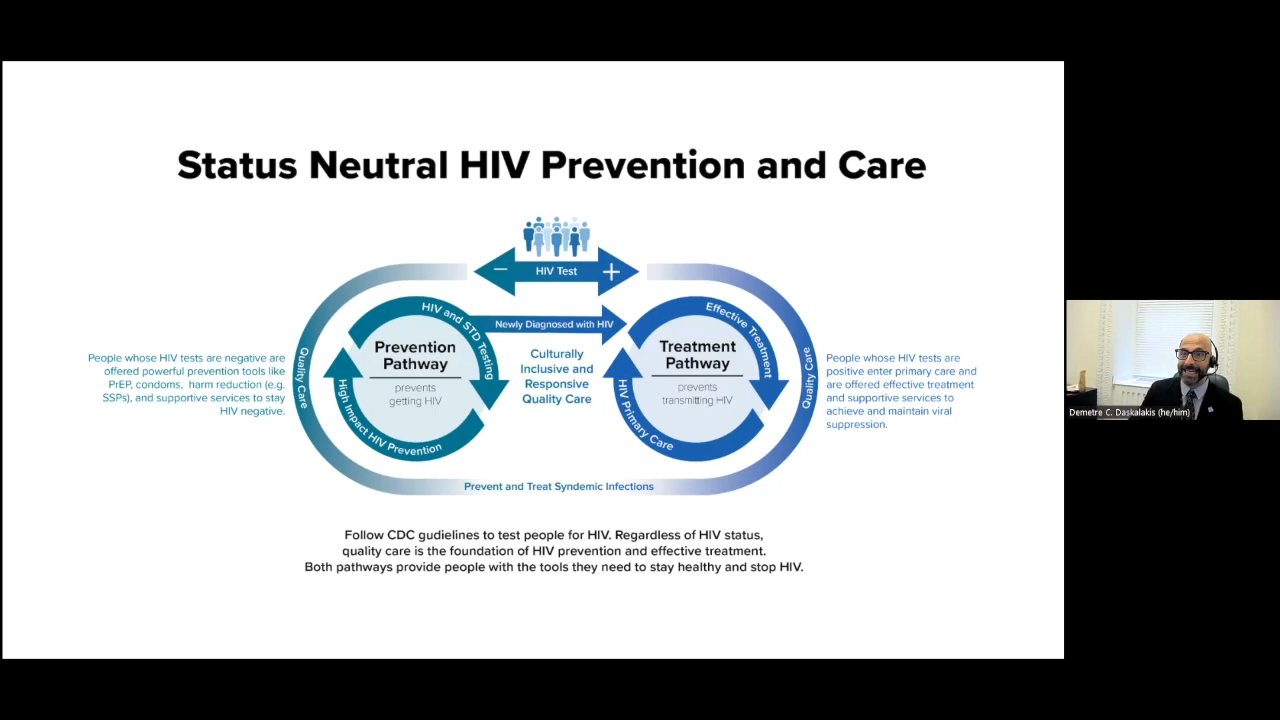 Status Neutral HIV Prevention and Care
− HIV Test +
Newly Diagnosed with HIV
HIV and STD Testing
High Impact HIV Prevention
Prevention
Pathway
prevents
getting HIV
Culturally
Inclusive and
Responsive
Quality Care
Effective Treatment
HIV Primary Care
Treatment
Pathway
prevents
transmitting HIV
Quality Care
Quality Care
People whose HIV tests are negative are
offered powerful prevention tools like
PrEP, condoms, harm reduction (e.g.
SSPs), and supportive services to stay
HIV negative.
People whose HIV tests are
positive enter primary care and
are offered effective treatment
and supportive services to
achieve and maintain viral
suppression.
Prevent and Treat Syndemic Infections
Follow CDC gudielines to test people for HIV. Regardless of HIV status,
quality care is the foundation of HIV prevention and effective treatment.
Both pathways provide people with the tools they need to stay healthy and stop HIV.
Demetre C. Daskalakis (he/him)